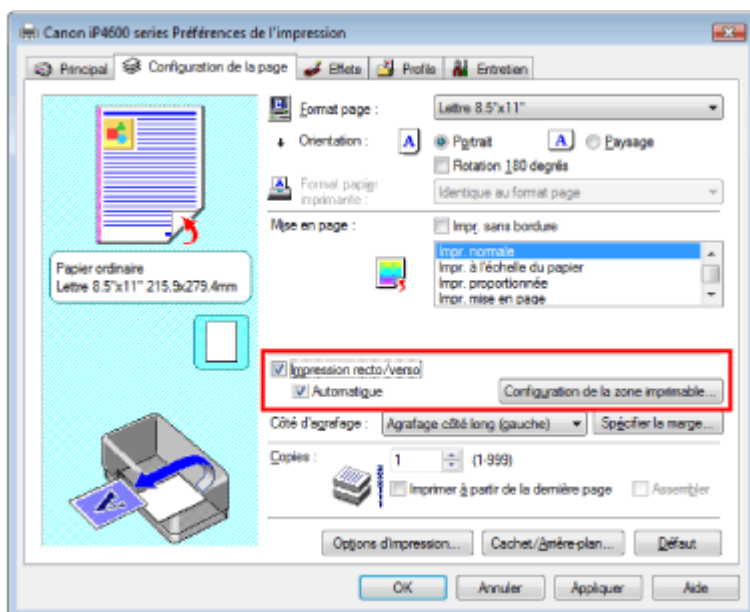 Canon iP4600 series Préférences de l'impression
Principal Configuration de la page Effets Profils Entretien
Format page : Lettre 8.5"x11"
Orientation : A Portrait A Paysage
Rotation 180 degrés
Format papier imprimante : Identique au format page
Mise en page : Impr. sans bordure
Impr. normale
Impr. à l'échelle du papier
Impr. proportionnée
Impr. mise en page
Papier ordinaire
Lettre 8.5"x11" 215.9x279.4mm
Impression recto/verso
Automatique Configuration de la zone imprimable...
Côté d'agrafage : Agrafage côté long (gauche) Spécifier la marge...
Copies : 1 (1-999)
Imprimer à partir de la dernière page Assembler
Options d'impression... Cachet/Arrière-plan... Défaut
OK Annuler Appliquer Aide